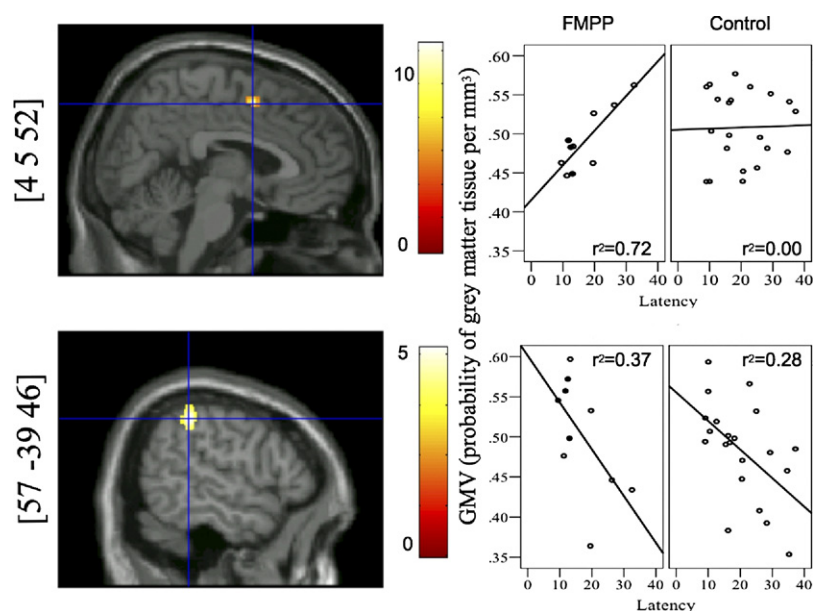 FMPP
Control
[4 5 52]
10
0
GMV (probability of grey matter tissue per mm³)
.60
.55
.50
.45
.40
.35
r²=0.72
r²=0.00
0 10 20 30 40
0 10 20 30 40
Latency
Latency
[57 -39 46]
5
0
.60
.55
.50
.45
.40
.35
r²=0.37
r²=0.28
0 10 20 30 40
0 10 20 30 40
Latency
Latency